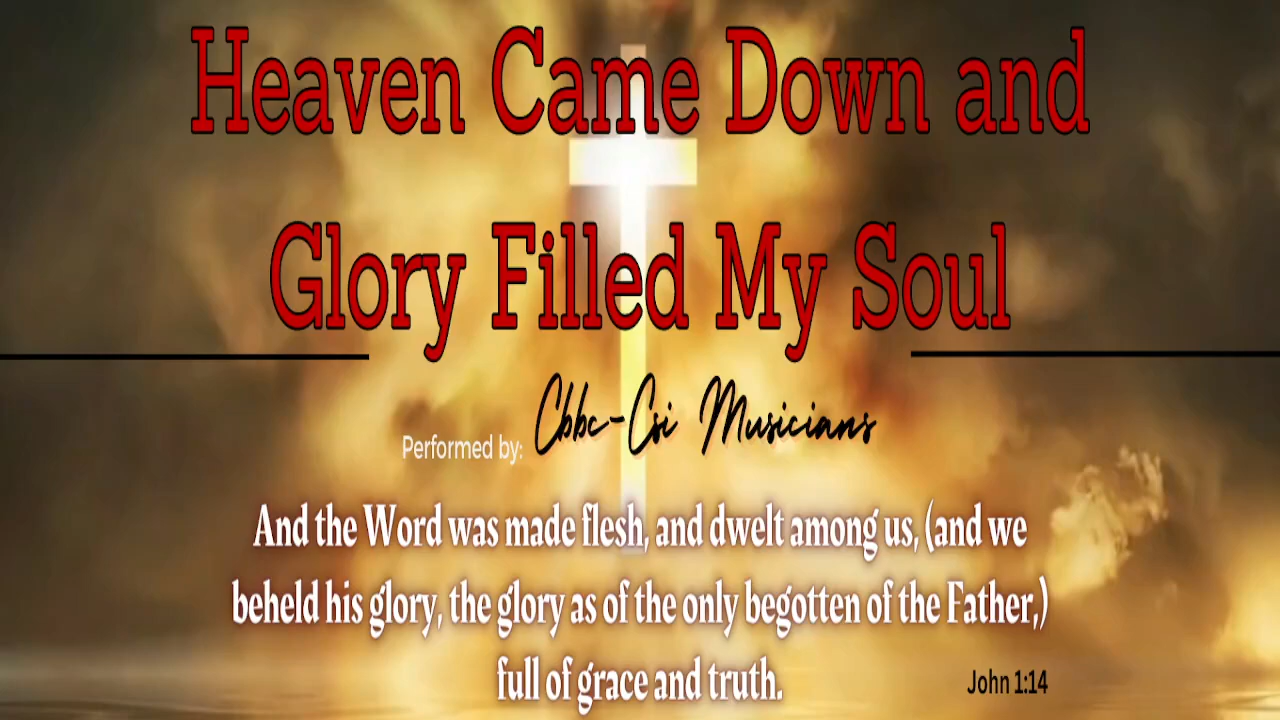 Heaven Came Down and
Glory Filled My Soul
Performed by: Cbbc-Csi Musicians
And the Word was made flesh, and dwelt among us, (and we
beheld his glory, the glory as of the only begotten of the Father,)
full of grace and truth.
John 1:14